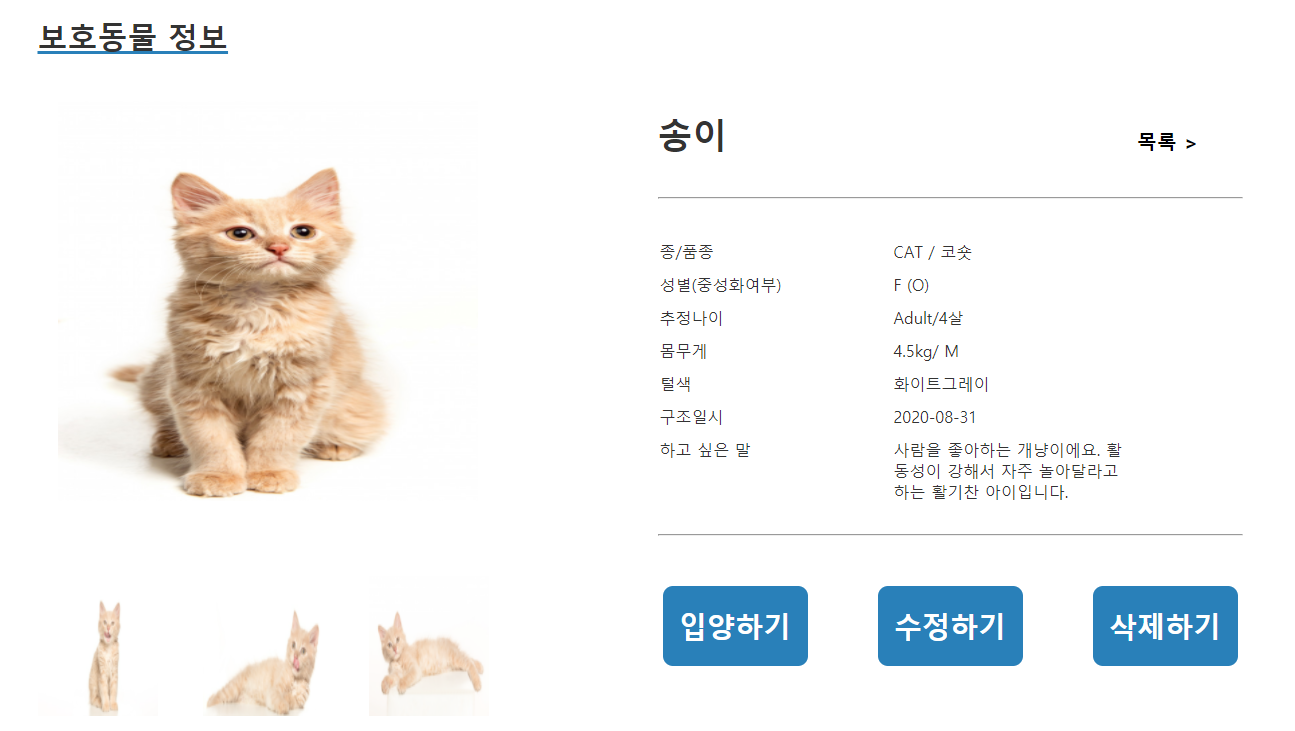 보호동물 정보
송이
목록 >
종/품종 CAT / 코숏
성별(중성화여부) F (O)
추정나이 Adult/4살
몸무게 4.5kg/ M
털색 화이트그레이
구조일시 2020-08-31
하고 싶은 말 사람을 좋아하는 개냥이에요. 활
동성이 강해서 자주 놀아달라고
하는 활기찬 아이입니다.
입양하기 수정하기 삭제하기